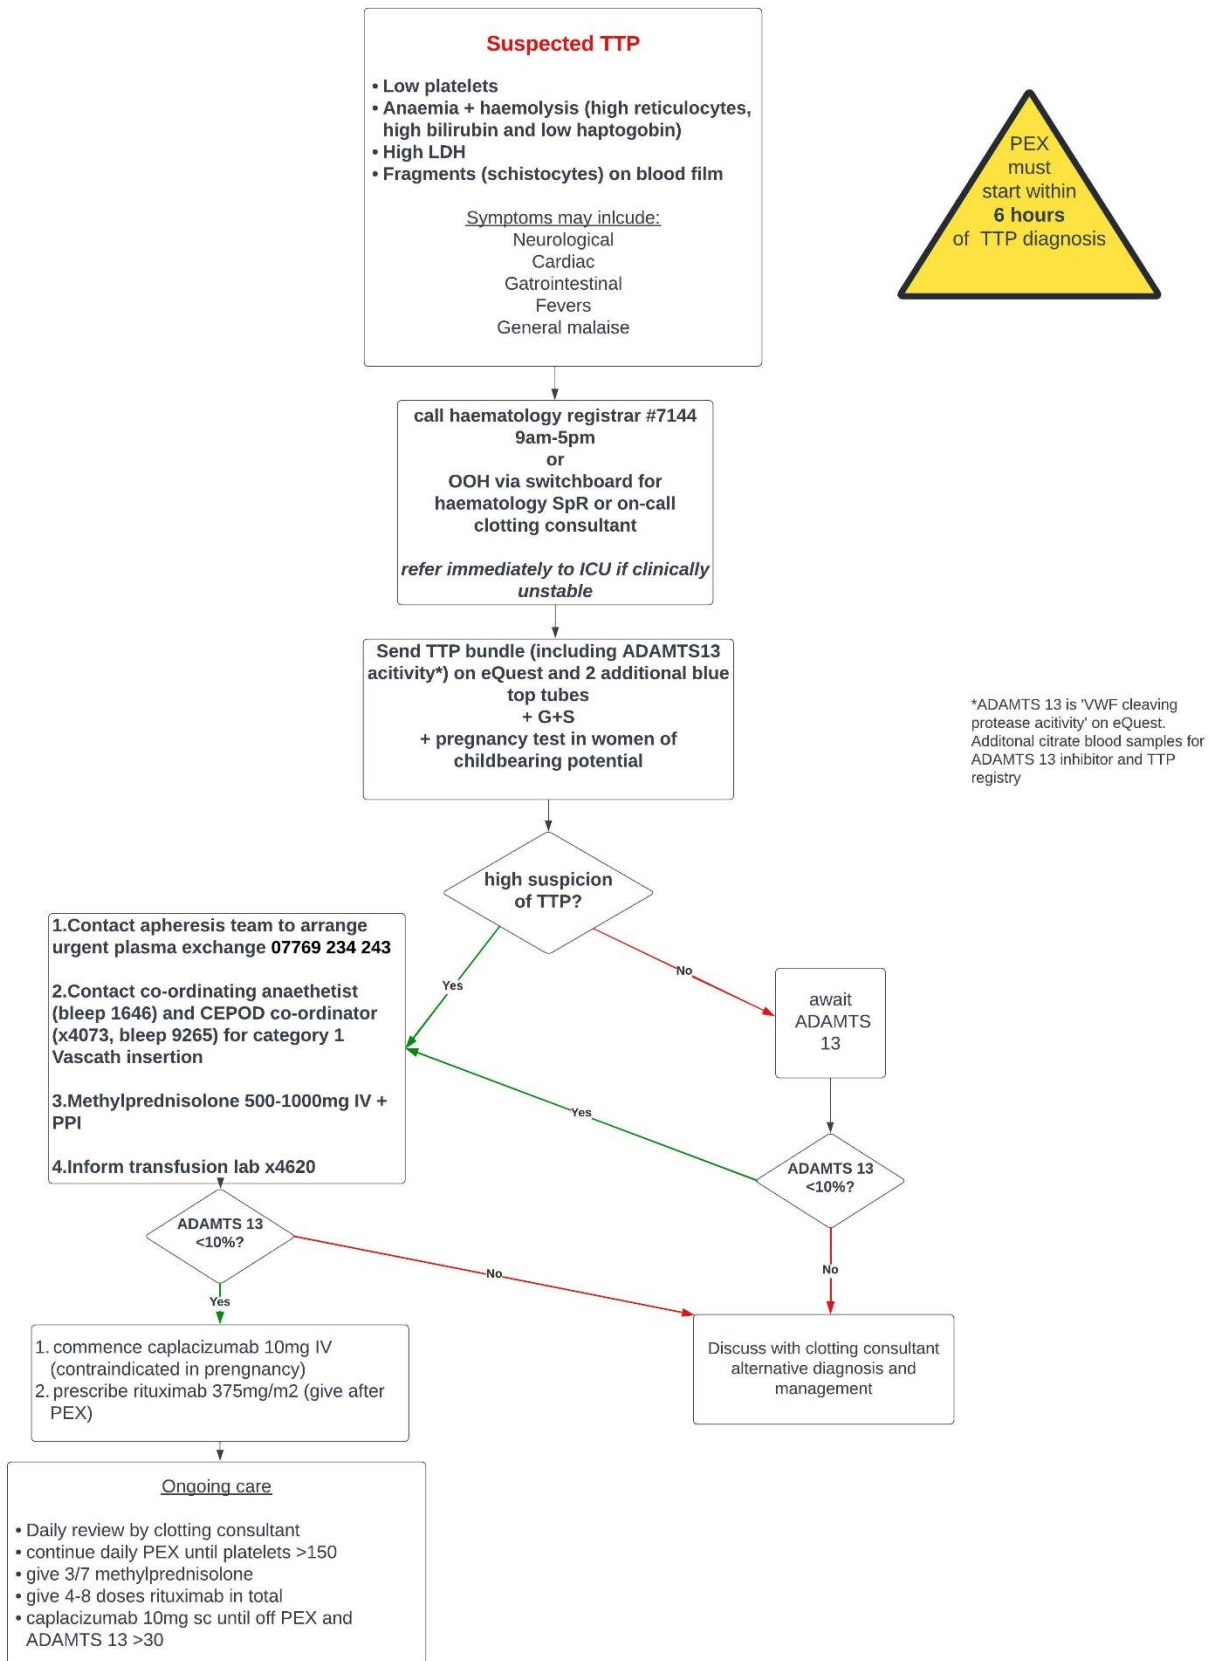 Suspected TTP
• Low platelets
• Anaemia + haemolysis (high reticulocytes,
high bilirubin and low haptogobin)
• High LDH
• Fragments (schistocytes) on blood film
Symptoms may inlcude:
Neurological
Cardiac
Gatrointestinal
Fevers
General malaise
PEX
must
start within
6 hours
of TTP diagnosis
call haematology registrar #7144
9am-5pm
or
OOH via switchboard for
haematology SpR or on-call
clotting consultant
refer immediately to ICU if clinically
unstable
Send TTP bundle (including ADAMTS13
acitivity*) on eQuest and 2 additional blue
top tubes
+ G+S
+ pregnancy test in women of
childbearing potential
*ADAMTS 13 is 'VWF cleaving
protease acitivity' on eQuest.
Additonal citrate blood samples for
ADAMTS 13 inhibitor and TTP
registry
high suspicion
of TTP?
Yes
No
1.Contact apheresis team to arrange
urgent plasma exchange 07769 234 243
2.Contact co-ordinating anaethetist
(bleep 1646) and CEPOD co-ordinator
(x4073, bleep 9265) for category 1
Vascath insertion
3.Methylprednisolone 500-1000mg IV +
PPI
4.Inform transfusion lab x4620
await
ADAMTS
13
Yes
ADAMTS 13
<10%?
No
ADAMTS 13
<10%?
No
Yes
1. commence caplacizumab 10mg IV
(contraindicated in prengnancy)
2. prescribe rituximab 375mg/m2 (give after
PEX)
Discuss with clotting consultant
alternative diagnosis and
management
Ongoing care
• Daily review by clotting consultant
• continue daily PEX until platelets >150
• give 3/7 methylprednisolone
• give 4-8 doses rituximab in total
• caplacizumab 10mg sc until off PEX and
ADAMTS 13 >30